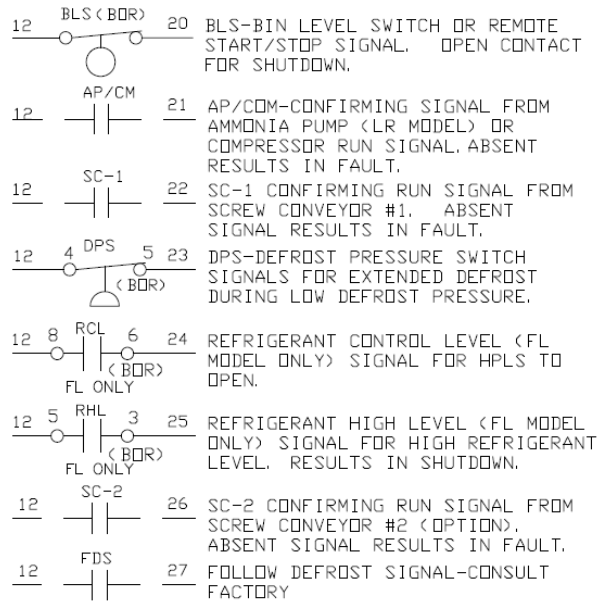 12 BLS(BOR) 20 BLS-BIN LEVEL SWITCH OR REMOTE
START/STOP SIGNAL. OPEN CONTACT
FOR SHUTDOWN.
12 AP/CM 21 AP/COM-CONFIRMING SIGNAL FROM
AMMONIA PUMP (LR MODEL) OR
COMPRESSOR RUN SIGNAL. ABSENT
RESULTS IN FAULT.
12 SC-1 22 SC-1 CONFIRMING RUN SIGNAL FROM
SCREW CONVEYOR #1. ABSENT
SIGNAL RESULTS IN FAULT.
12 4 DPS 5 23 DPS-DEFROST PRESSURE SWITCH
(BOR) SIGNALS FOR EXTENDED DEFROST
DURING LOW DEFROST PRESSURE.
12 8 RCL 6 24 REFRIGERANT CONTROL LEVEL (FL
(BOR) MODEL ONLY) SIGNAL FOR HPLS TO
FL ONLY OPEN.
12 5 RHL 3 25 REFRIGERANT HIGH LEVEL (FL MODEL
(BOR) ONLY) SIGNAL FOR HIGH REFRIGERANT
FL ONLY LEVEL. RESULTS IN SHUTDOWN.
12 SC-2 26 SC-2 CONFIRMING RUN SIGNAL FROM
SCREW CONVEYOR #2 (OPTION).
ABSENT SIGNAL RESULTS IN FAULT.
12 FDS 27 FOLLOW DEFROST SIGNAL-CONSULT
FACTORY